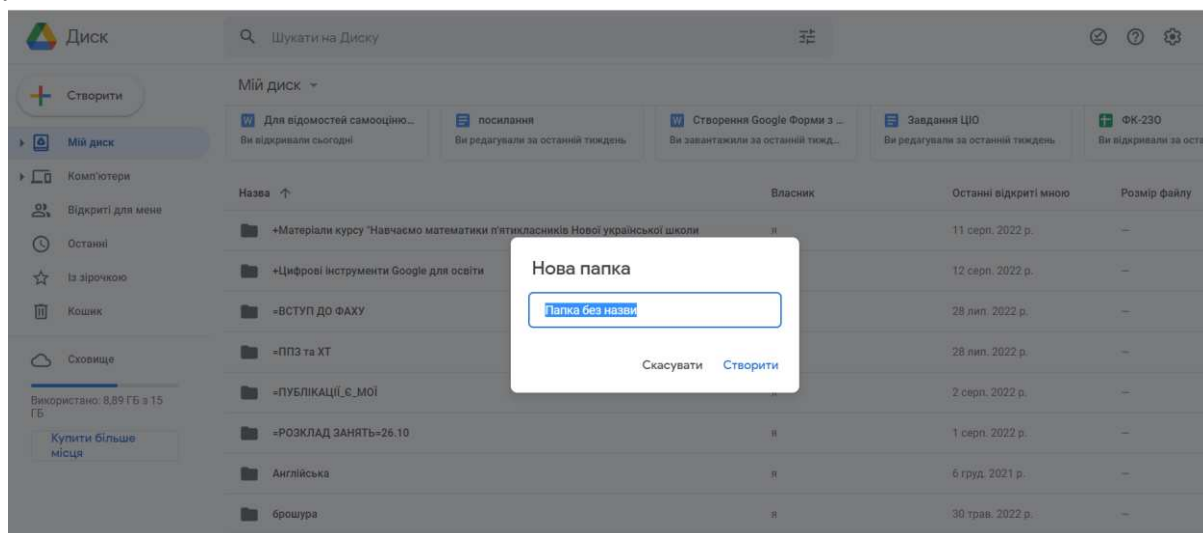 Диск
Шукати на Диску
Створити
Мій диск
Комп'ютери
Відкриті для мене
Останні
Із зірочкою
Кошик
Сховище
Використано: 8,89 ГБ з 15
ГБ
Купити більше
місця
Мій диск
Для відомостей самооціню...
Ви відкривали сьогодні
посилання
Ви редагували за останній тиждень
Створення Google Форми з ...
Ви завантажили за останній тижд...
Завдання ЦІО
Ви редагували за останній тиждень
ФК-230
Ви відкривали за оста
Назва Власник Останні відкриті мною Розмір файлу
+Матеріали курсу "Навчаємо математики п'ятикласників Нової української школи я 11 серп. 2022 р. —
+Цифрові інструменти Google для освіти 12 серп. 2022 р. —
=ВСТУП ДО ФАХУ 28 лип. 2022 р. —
=ППЗ та ХТ 28 лип. 2022 р. —
=ПУБЛІКАЦІЇ_Є_МОЇ 2 серп. 2022 р. —
=РОЗКЛАД ЗАНЯТЬ=26.10 я 1 серп. 2022 р. —
Англійська я 6 груд. 2021 р. —
брошура я 30 трав. 2022 р. —
Нова папка
Папка без назви
Скасувати Створити